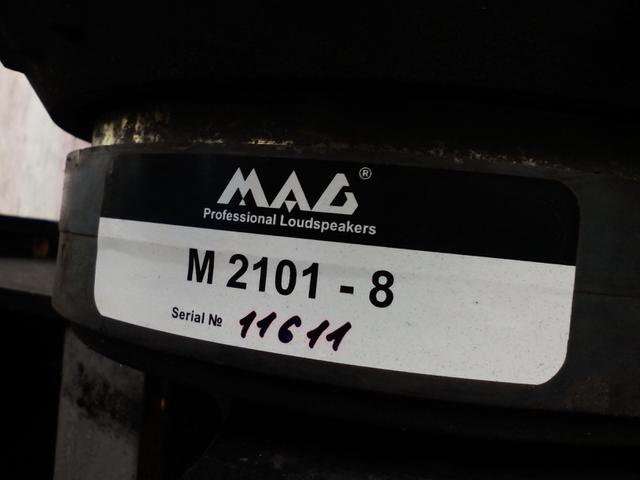 MAG®
Professional Loudspeakers
M 2101 - 8
Serial № 11611